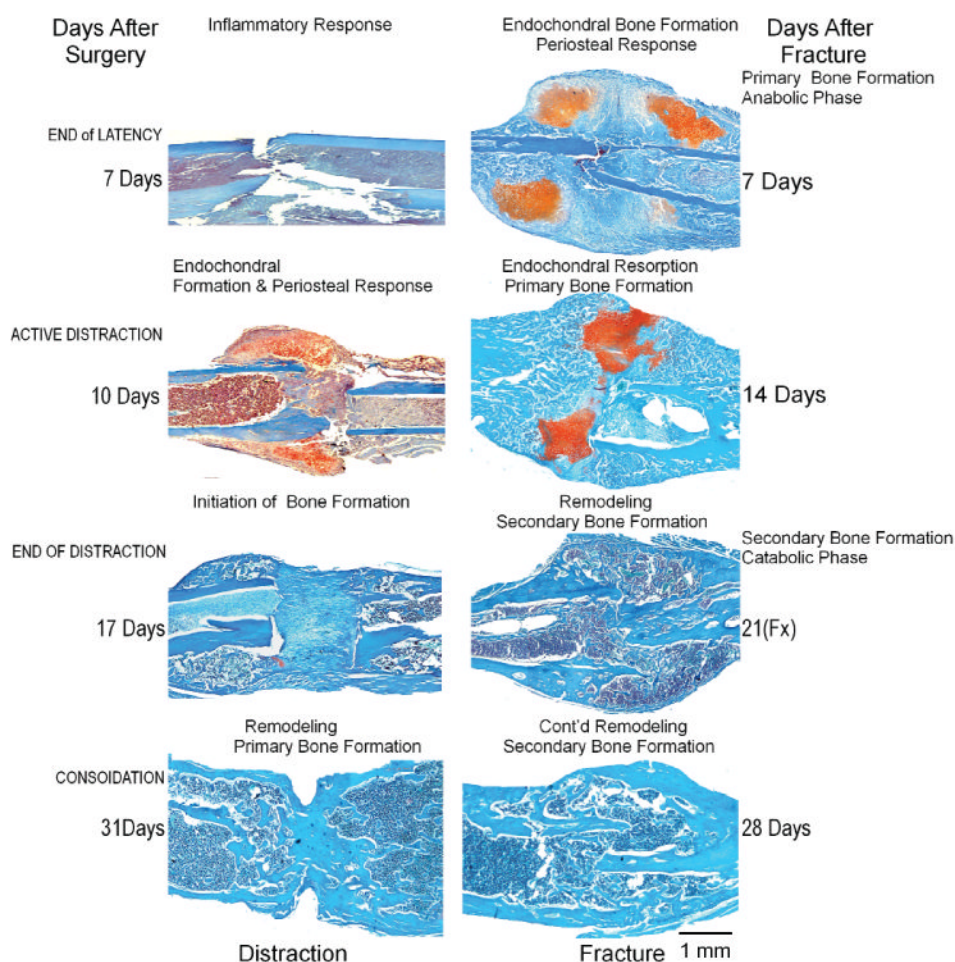 Days After
Surgery
Inflammatory Response
Endochondral Bone Formation
Periosteal Response
Days After
Fracture
Primary Bone Formation
Anabolic Phase
END of LATENCY
7 Days
7 Days
Endochondral
Formation & Periosteal Response
Endochondral Resorption
Primary Bone Formation
ACTIVE DISTRACTION
10 Days
14 Days
Initiation of Bone Formation
Remodeling
Secondary Bone Formation
END OF DISTRACTION
Secondary Bone Formation
Catabolic Phase
17 Days
21(Fx)
Remodeling
Primary Bone Formation
Cont'd Remodeling
Secondary Bone Formation
CONSOIDATION
31Days
28 Days
Distraction
Fracture
1 mm